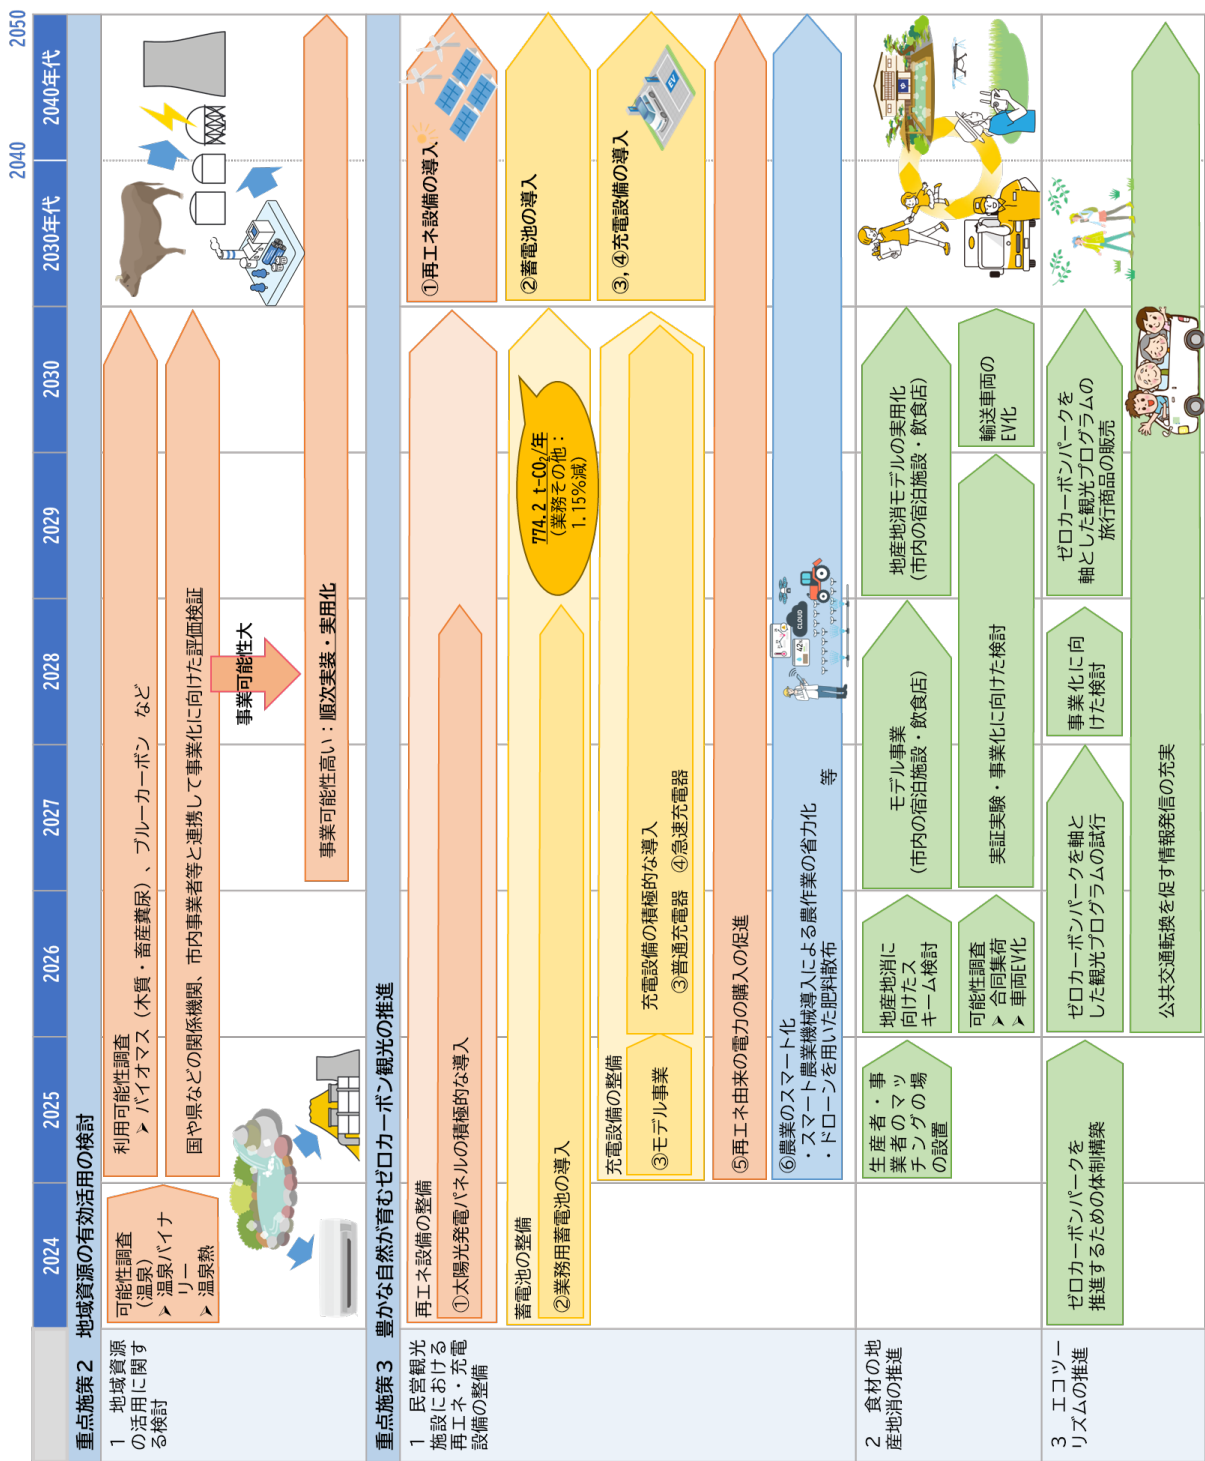 2024
2025
2026
2027
2028
2029
2030
2030年代
2040
2040年代
2050
重点施策2　地域資源の有効活用の検討
1　地域資源
の活用に関す
る検討
可能性調査
（温泉）
➢ 温泉バイナ
リー
➢ 温泉熱
利用可能性調査
➢ バイオマス（木質・畜産糞尿）、ブルーカーボン　など
国や県などの関係機関、市内事業者等と連携して事業化に向けた評価検証
事業可能性大
事業可能性高い：順次実装・実用化
重点施策3　豊かな自然が育むゼロカーボン観光の推進
1　民営観光
施設における
再エネ・充電
設備の整備
再エネ設備の整備
①太陽光発電パネルの積極的な導入
①再エネ設備の導入
蓄電池の整備
②業務用蓄電池の導入
774.2 t-CO₂/年
（業務その他：
1.15%減）
②蓄電池の導入
充電設備の整備
③モデル事業
充電設備の積極的な導入
③普通充電器　④急速充電器
③,④充電設備の導入
EV
⑤再エネ由来の電力の購入の促進
⑥農業のスマート化
・スマート農業機械導入による農作業の省力化
・ドローンを用いた肥料散布　　等
CLOUD
2　食材の地
産地消の推進
生産者・事
業者のマッ
チングの場
の設置
地産地消に
向けたス
キーム検討
モデル事業
（市内の宿泊施設・飲食店）
地産地消モデルの実用化
（市内の宿泊施設・飲食店）
可能性調査
➢ 合同集荷
➢ 車両EV化
実証実験・事業化に向けた検討
輸送車両の
EV化
3　エコツー
リズムの推進
ゼロカーボンパークを
推進するための体制構築
ゼロカーボンパークを軸と
した観光プログラムの試行
事業化に向
けた検討
ゼロカーボンパークを
軸とした観光プログラムの
旅行商品の販売
公共交通転換を促す情報発信の充実